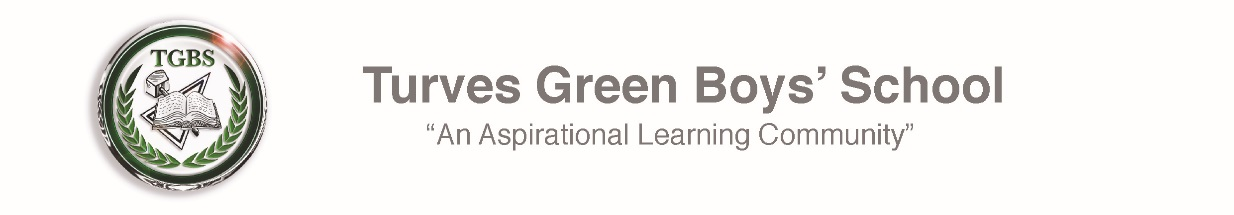 TGBS
Turves Green Boys’ School
“An Aspirational Learning Community”